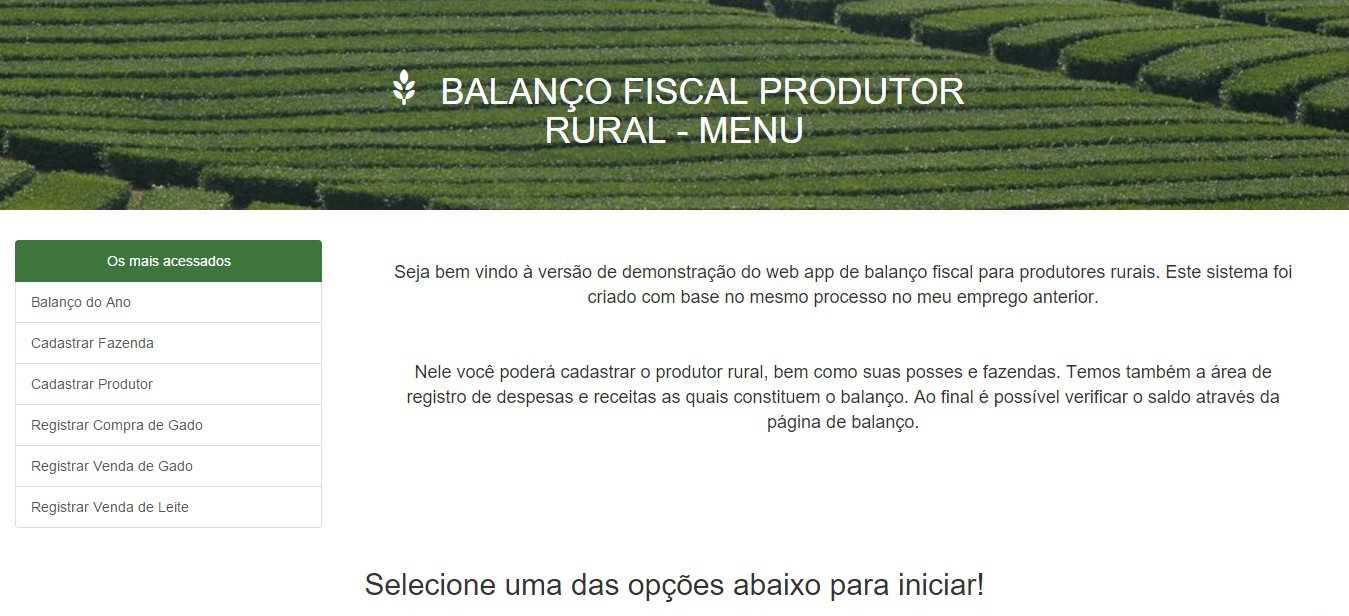 BALANÇO FISCAL PRODUTOR
RURAL - MENU
Os mais acessados
Balanço do Ano
Cadastrar Fazenda
Cadastrar Produtor
Registrar Compra de Gado
Registrar Venda de Gado
Registrar Venda de Leite
Seja bem vindo à versão de demonstração do web app de balanço fiscal para produtores rurais. Este sistema foi
criado com base no mesmo processo no meu emprego anterior.
Nele você poderá cadastrar o produtor rural, bem como suas posses e fazendas. Temos também a área de
registro de despesas e receitas as quais constituem o balanço. Ao final é possível verificar o saldo através da
página de balanço.
Selecione uma das opções abaixo para iniciar!